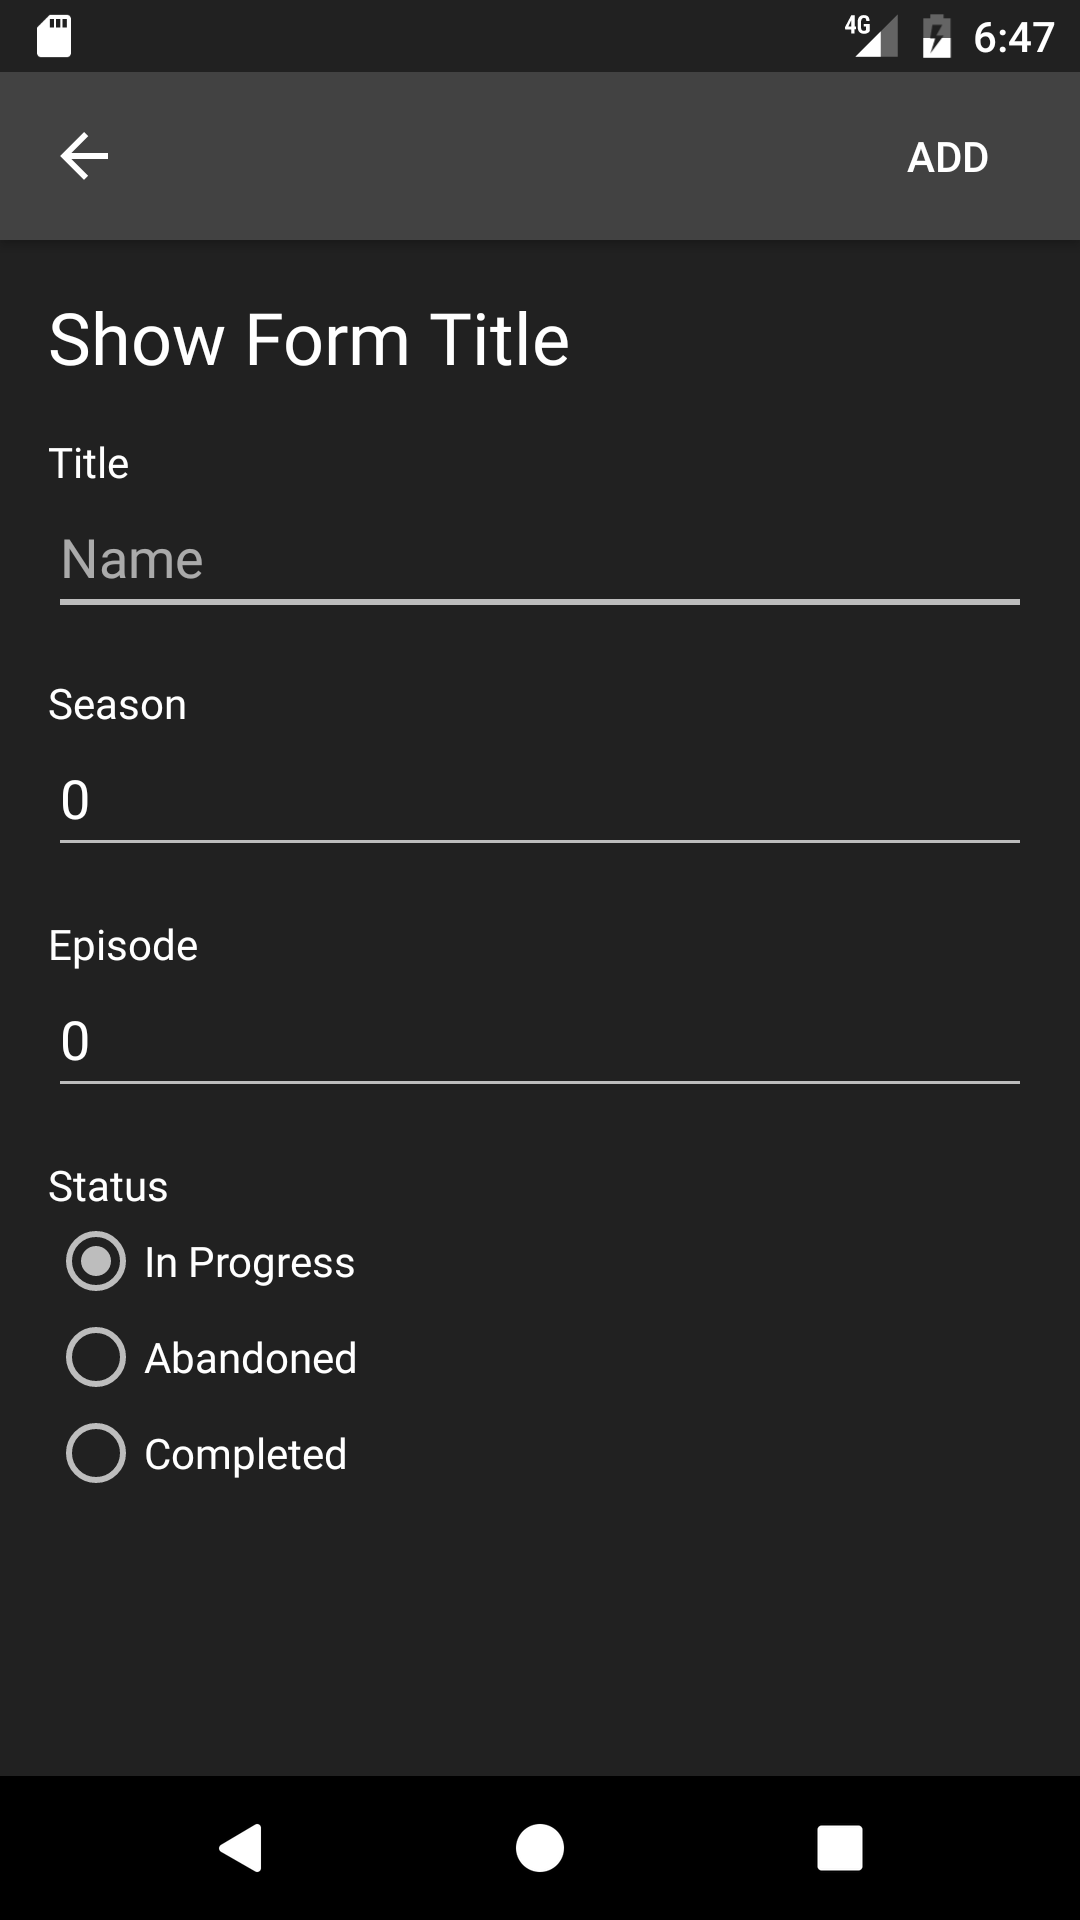 4G 6:47
ADD
Show Form Title
Title
Name
Season
0
Episode
0
Status
In Progress
Abandoned
Completed